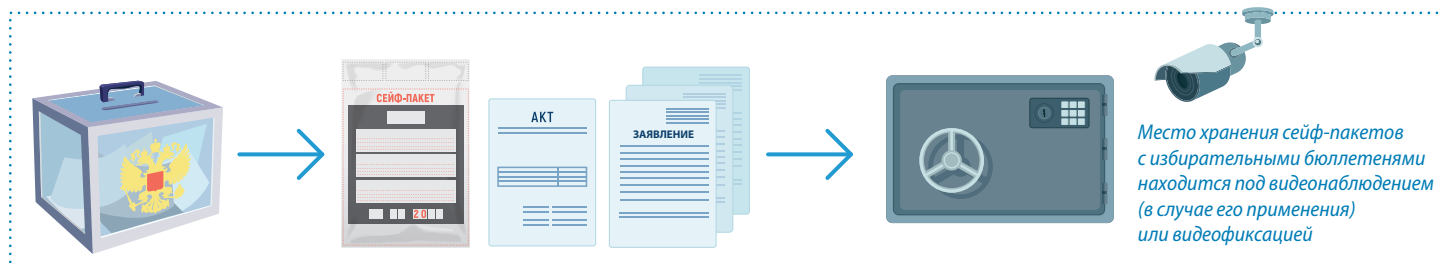 СЕЙФ-ПАКЕТ
20
АКТ
ЗАЯВЛЕНИЕ
Место хранения сейф-пакетов
с избирательными бюллетенями
находится под видеонаблюдением
(в случае его применения)
или видеофиксацией